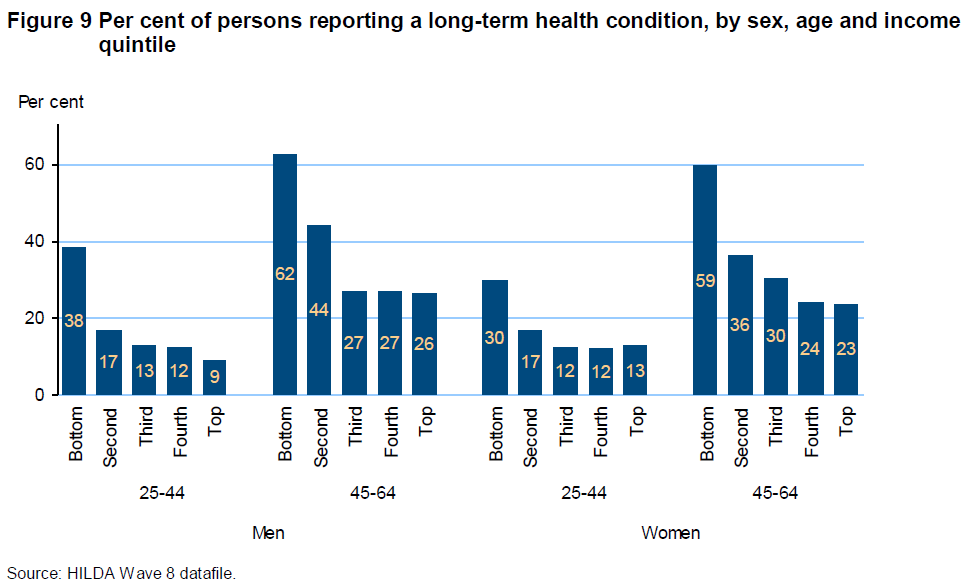 Figure 9 Per cent of persons reporting a long-term health condition, by sex, age and income
quintile
Per cent
60
40
20
0
38
17
13
12
9
62
44
27
27
26
30
17
12
12
13
59
36
30
24
23
Bottom
Second
Third
Fourth
Top
Bottom
Second
Third
Fourth
Top
Bottom
Second
Third
Fourth
Top
Bottom
Second
Third
Fourth
Top
25-44
45-64
25-44
45-64
Men
Women
Source: HILDA Wave 8 datafile.